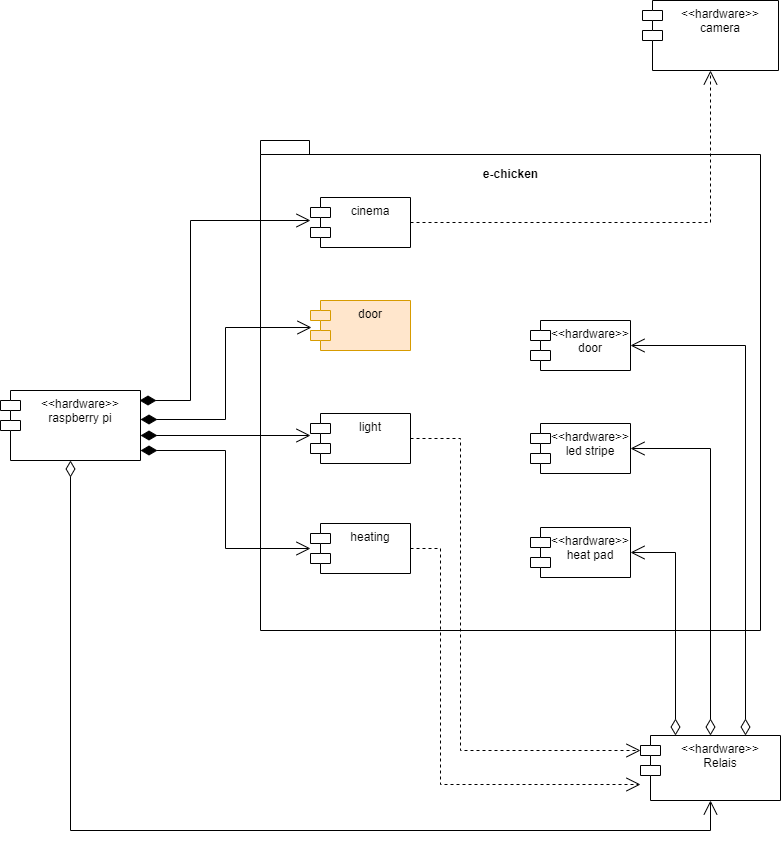 <<hardware>>
camera
e-chicken
cinema
door
<<hardware>>
door
<<hardware>>
raspberry pi
light
<<hardware>>
led stripe
heating
<<hardware>>
heat pad
<<hardware>>
Relais